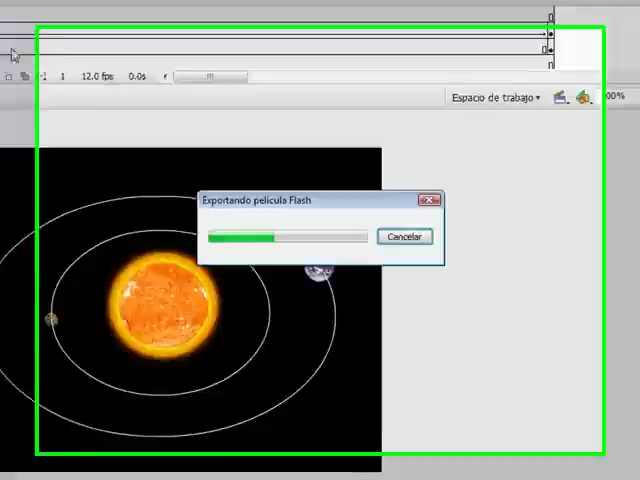 1 12.0 fps 0.0s
Espacio de trabajo
00%
Exportando película Flash
Cancelar